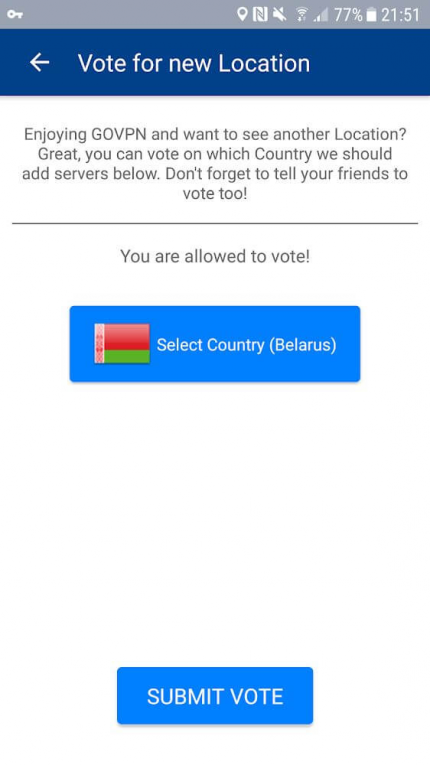 77% 21:51
Vote for new Location
Enjoying GOVPN and want to see another Location?
Great, you can vote on which Country we should
add servers below. Don't forget to tell your friends to
vote too!
You are allowed to vote!
Select Country (Belarus)
SUBMIT VOTE